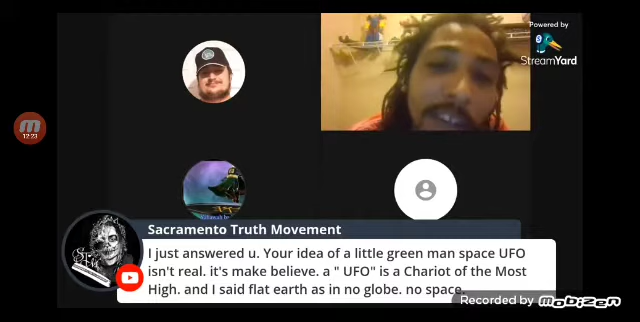 Powered by
StreamYard
12:23
Sacramento Truth Movement
I just answered u. Your idea of a little green man space UFO
isn't real. it's make believe. a " UFO" is a Chariot of the Most
High. and I said flat earth as in no globe. no space.
Recorded by mobizen